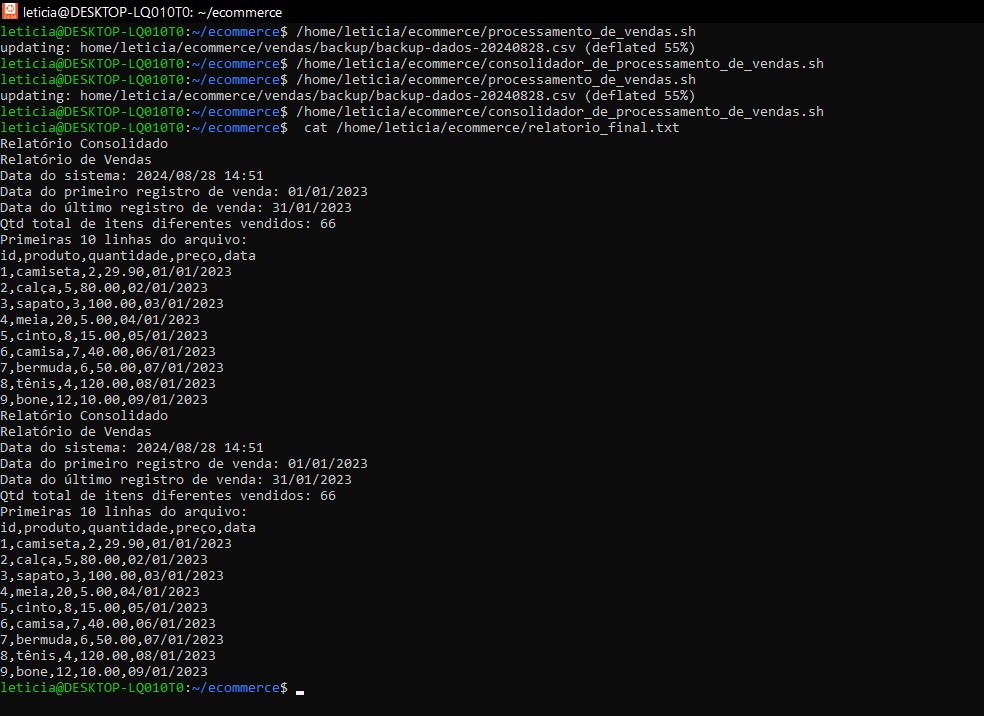 leticia@DESKTOP-LQ010T0: ~/ecommerce
leticia@DESKTOP-LQ010T0:~/ecommerce$ /home/leticia/ecommerce/processamento_de_vendas.sh
updating: home/leticia/ecommerce/vendas/backup/backup-dados-20240828.csv (deflated 55%)
leticia@DESKTOP-LQ010T0:~/ecommerce$ /home/leticia/ecommerce/consolidador_de_processamento_de_vendas.sh
leticia@DESKTOP-LQ010T0:~/ecommerce$ /home/leticia/ecommerce/processamento_de_vendas.sh
updating: home/leticia/ecommerce/vendas/backup/backup-dados-20240828.csv (deflated 55%)
leticia@DESKTOP-LQ010T0:~/ecommerce$ /home/leticia/ecommerce/consolidador_de_processamento_de_vendas.sh
leticia@DESKTOP-LQ010T0:~/ecommerce$  cat /home/leticia/ecommerce/relatorio_final.txt
Relatório Consolidado
Relatório de Vendas
Data do sistema: 2024/08/28 14:51
Data do primeiro registro de venda: 01/01/2023
Data do último registro de venda: 31/01/2023
Qtd total de itens diferentes vendidos: 66
Primeiras 10 linhas do arquivo:
id,produto,quantidade,preço,data
1,camiseta,2,29.90,01/01/2023
2,calça,5,80.00,02/01/2023
3,sapato,3,100.00,03/01/2023
4,meia,20,5.00,04/01/2023
5,cinto,8,15.00,05/01/2023
6,camisa,7,40.00,06/01/2023
7,bermuda,6,50.00,07/01/2023
8,tênis,4,120.00,08/01/2023
9,bone,12,10.00,09/01/2023
Relatório Consolidado
Relatório de Vendas
Data do sistema: 2024/08/28 14:51
Data do primeiro registro de venda: 01/01/2023
Data do último registro de venda: 31/01/2023
Qtd total de itens diferentes vendidos: 66
Primeiras 10 linhas do arquivo:
id,produto,quantidade,preço,data
1,camiseta,2,29.90,01/01/2023
2,calça,5,80.00,02/01/2023
3,sapato,3,100.00,03/01/2023
4,meia,20,5.00,04/01/2023
5,cinto,8,15.00,05/01/2023
6,camisa,7,40.00,06/01/2023
7,bermuda,6,50.00,07/01/2023
8,tênis,4,120.00,08/01/2023
9,bone,12,10.00,09/01/2023
leticia@DESKTOP-LQ010T0:~/ecommerce$